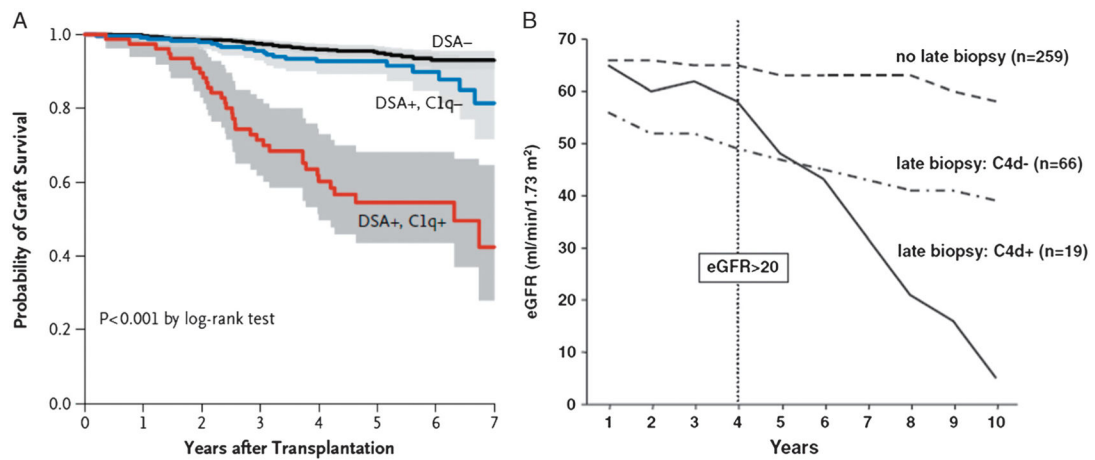 A
Probability of Graft Survival
1.0
0.8
0.6
0.4
0.2
0.0
DSA–
DSA+, C1q–
DSA+, C1q+
P<0.001 by log-rank test
0 1 2 3 4 5 6 7
Years after Transplantation
B
eGFR (ml/min/1.73 m²)
70
60
50
40
30
20
10
0
no late biopsy (n=259)
late biopsy: C4d- (n=66)
late biopsy: C4d+ (n=19)
eGFR>20
1 2 3 4 5 6 7 8 9 10
Years